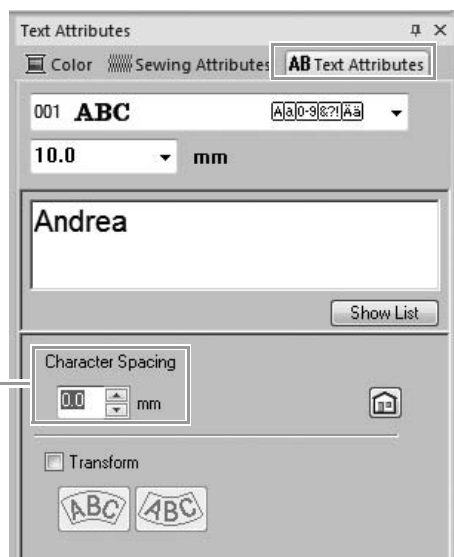 Text Attributes
Color Sewing Attributes AB Text Attributes
001 ABC Aa 0-9 &?! Ää
10.0 mm
Andrea
Show List
Character Spacing
0.0 mm
Transform
ABC ABC